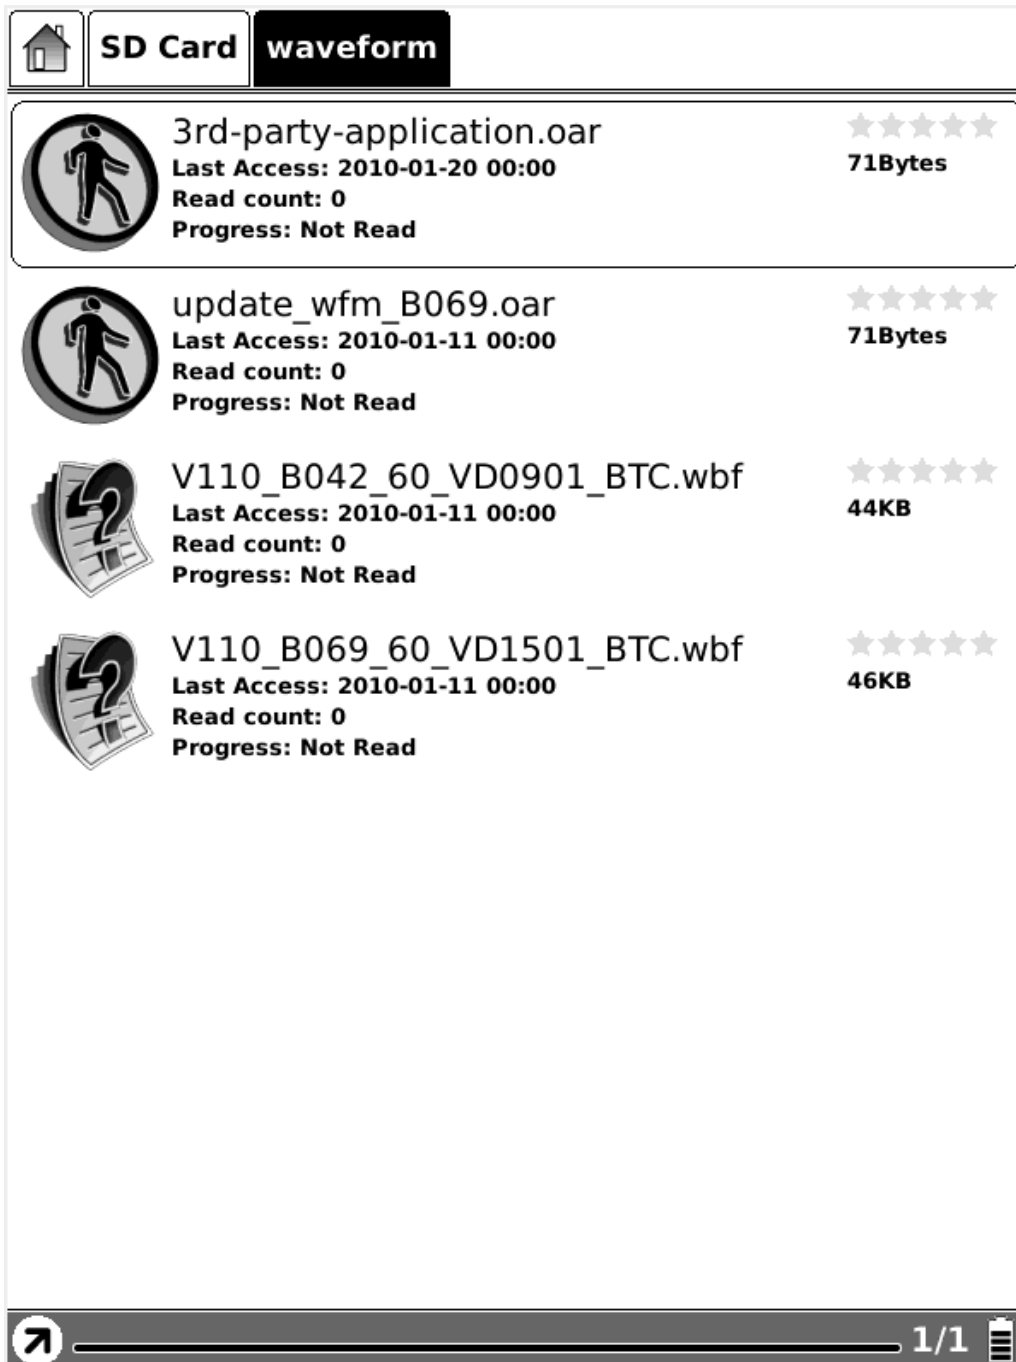 SD Card
waveform
3rd-party-application.oar
Last Access: 2010-01-20 00:00
71Bytes
Read count: 0
Progress: Not Read
update_wfm_B069.oar
Last Access: 2010-01-11 00:00
71Bytes
Read count: 0
Progress: Not Read
V110_B042_60_VD0901_BTC.wbf
Last Access: 2010-01-11 00:00
44KB
Read count: 0
Progress: Not Read
V110_B069_60_VD1501_BTC.wbf
Last Access: 2010-01-11 00:00
46KB
Read count: 0
Progress: Not Read
1/1